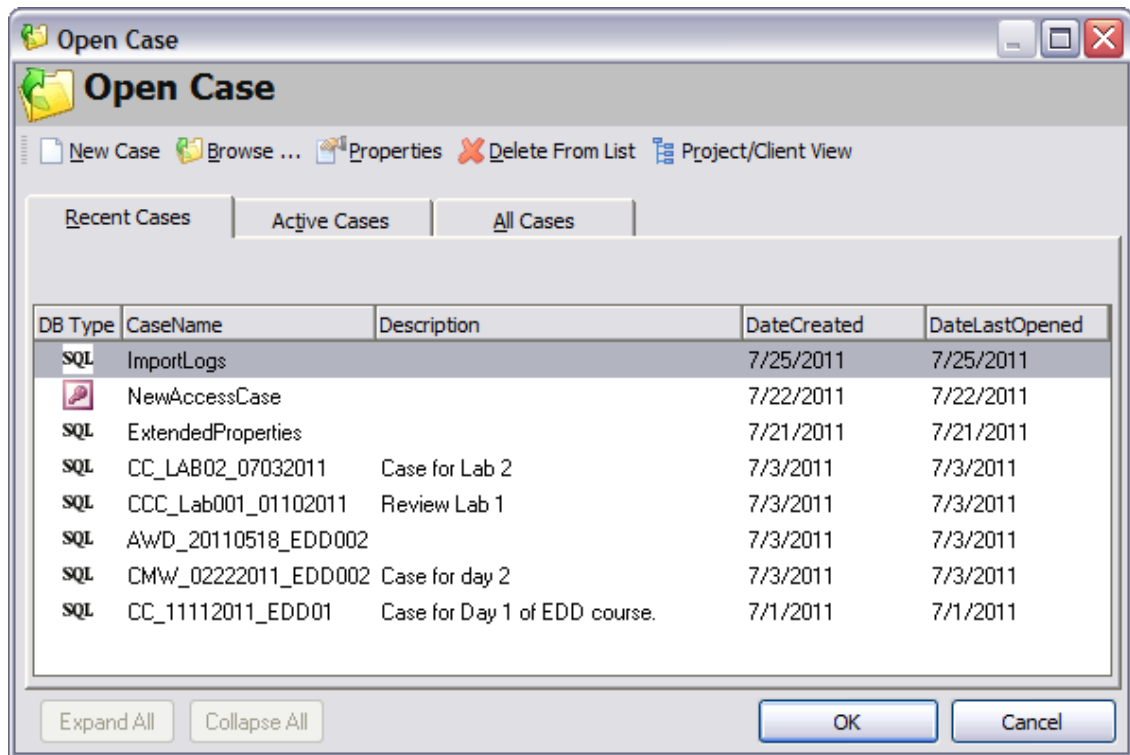 Open Case
Open Case
New Case Browse ... Properties Delete From List Project/Client View
Recent Cases Active Cases All Cases
DB Type CaseName Description DateCreated DateLastOpened
SQL ImportLogs 7/25/2011 7/25/2011
NewAccessCase 7/22/2011 7/22/2011
SQL ExtendedProperties 7/21/2011 7/21/2011
SQL CC_LAB02_07032011 Case for Lab 2 7/3/2011 7/3/2011
SQL CCC_Lab001_01102011 Review Lab 1 7/3/2011 7/3/2011
SQL AWD_20110518_EDD002 7/3/2011 7/3/2011
SQL CMW_02222011_EDD002 Case for day 2 7/3/2011 7/3/2011
SQL CC_11112011_EDD01 Case for Day 1 of EDD course. 7/1/2011 7/1/2011
Expand All Collapse All OK Cancel